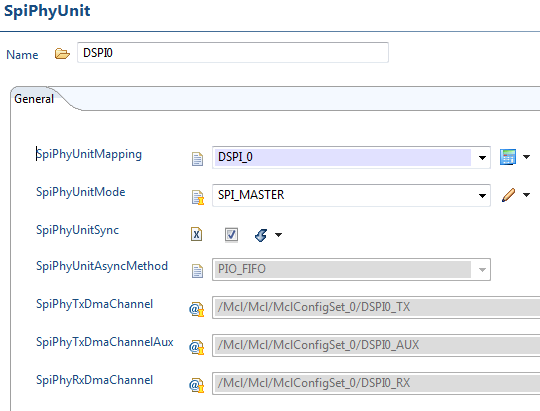 SpiPhyUnit
Name DSPI0
General
SpiPhyUnitMapping DSPI_0
SpiPhyUnitMode SPI_MASTER
SpiPhyUnitSync
SpiPhyUnitAsyncMethod PIO_FIFO
SpiPhyTxDmaChannel /Mcl/Mcl/MclConfigSet_0/DSPI0_TX
SpiPhyTxDmaChannelAux /Mcl/Mcl/MclConfigSet_0/DSPI0_AUX
SpiPhyRxDmaChannel /Mcl/Mcl/MclConfigSet_0/DSPI0_RX